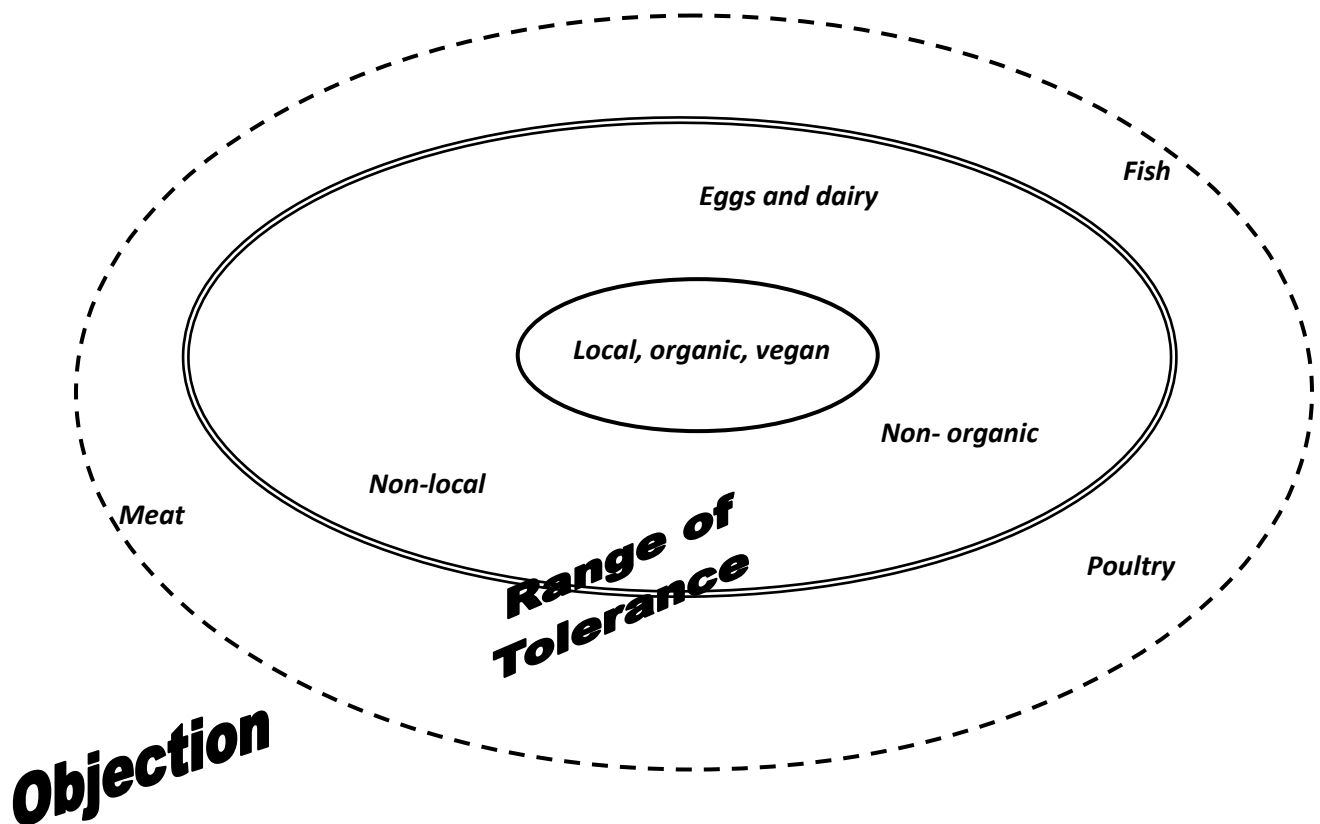 Fish
Eggs and dairy
Local, organic, vegan
Non- organic
Non-local
Meat
Range of
Tolerance
Poultry
Objection